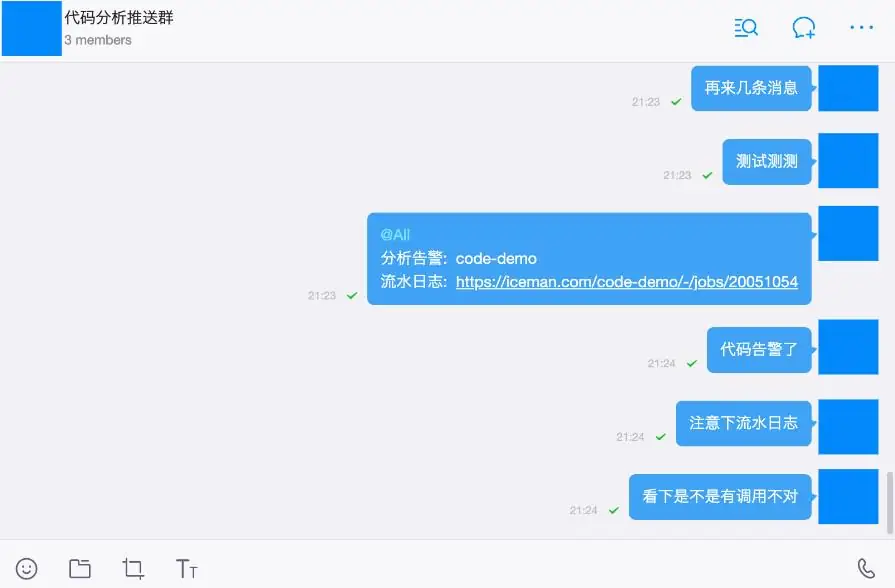 代码分析推送群
3 members
再来几条消息
21:23
测试测测
21:23
@All
分析告警: code-demo
流水日志: https://iceman.com/code-demo/-/jobs/20051054
21:23
代码告警了
21:24
注意下流水日志
21:24
看下是不是有调用不对
21:24